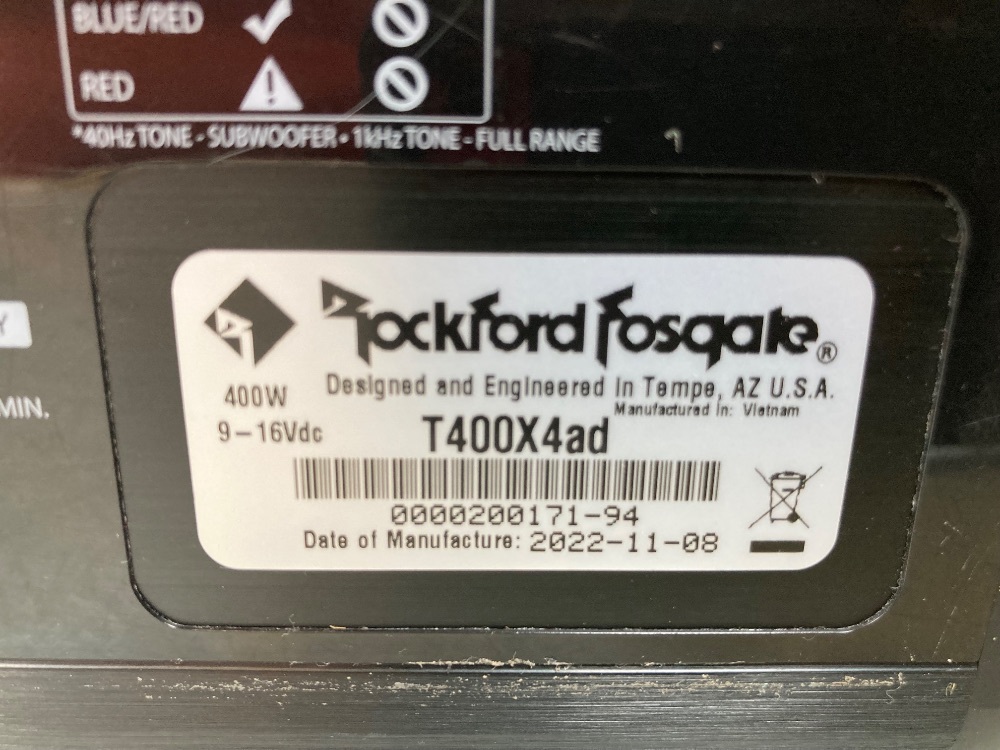 BLUE/RED
RED
*40Hz TONE - SUBWOOFER • 1kHz TONE - FULL RANGE
Y
MIN.
Rockford Fosgate®
400W
Designed and Engineered in Tempe, AZ U.S.A.
Manufactured in: Vietnam
9-16Vdc
T400X4ad
0000200171-94
Date of Manufacture: 2022-11-08